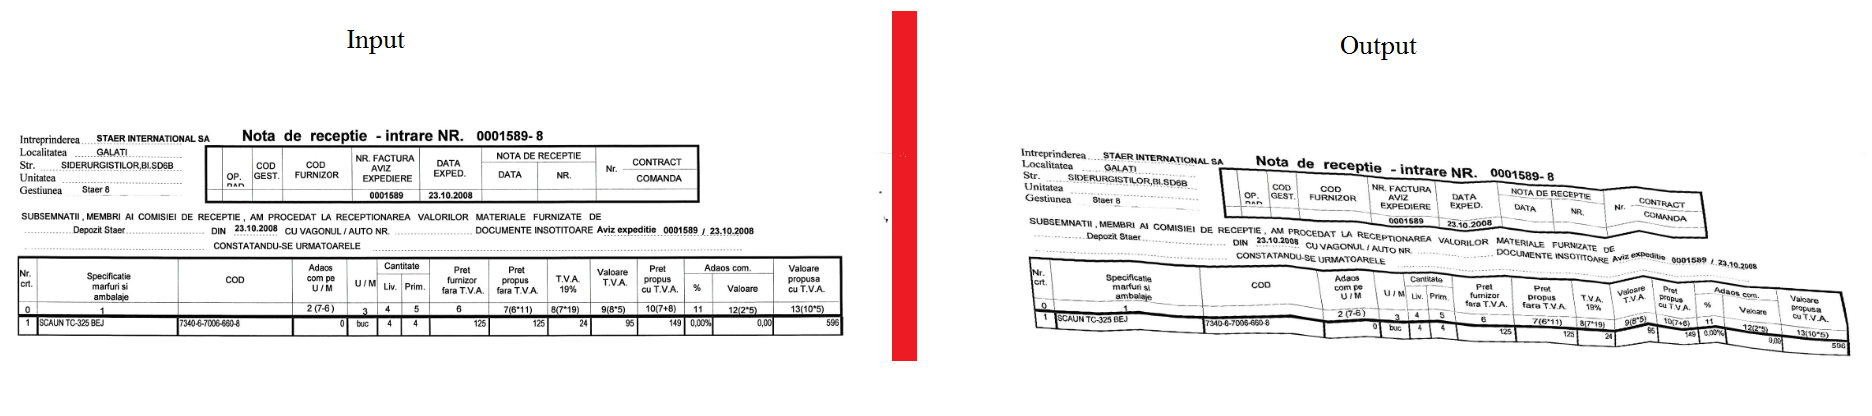 Input
Intreprinderea STAER INTERNATIONAL SA Nota de receptie - intrare NR. 0001589- 8
Localitatea GALATI
Str. SIDERURGISTILOR,Bl.SD6B
Unitatea
Gestiunea Staer 8
OP. COD GEST. COD FURNIZOR NR. FACTURA AVIZ EXPEDIERE DATA EXPED. NOTA DE RECEPTIE DATA NR. Nr. CONTRACT COMANDA
0001589 23.10.2008
SUBSEMNATII , MEMBRI AI COMISIEI DE RECEPTIE , AM PROCEDAT LA RECEPTIONAREA VALORILOR MATERIALE FURNIZATE DE
Depozit Staer DIN 23.10.2008 CU VAGONUL / AUTO NR. DOCUMENTE INSOTITOARE Aviz expeditie 0001589 / 23.10.2008
CONSTATANDU-SE URMATOARELE
Nr. crt. Specificatie marfuri si ambalaje COD Adaos com pe U / M U / M Cantitate Liv. Prim. Pret furnizor fara T.V.A. Pret propus fara T.V.A. T.V.A. 19% Valoare T.V.A. Pret propus cu T.V.A. Adaos com. % Valoare Valoare propusa cu T.V.A.
0 1 2 (7-6) 3 4 5 6 7(6*11) 8(7*19) 9(8*5) 10(7+8) 11 12(2*5) 13(10*5)
1 SCAUN TC-325 BEJ 7340-6-7006-660-8 0 buc 4 4 125 125 24 95 149 0,00% 0,00 596
Output
Intreprinderea STAER INTERNATIONAL SA Nota de receptie - intrare NR. 0001589- 8
Localitatea GALATI
Str. SIDERURGISTILOR,Bl.SD6B
Unitatea
Gestiunea Staer 8
OP. COD GEST. COD FURNIZOR NR. FACTURA AVIZ EXPEDIERE DATA EXPED. NOTA DE RECEPTIE DATA NR. Nr. CONTRACT COMANDA
0001589 23.10.2008
SUBSEMNATII , MEMBRI AI COMISIEI DE RECEPTIE , AM PROCEDAT LA RECEPTIONAREA VALORILOR MATERIALE FURNIZATE DE
Depozit Staer DIN 23.10.2008 CU VAGONUL / AUTO NR. DOCUMENTE INSOTITOARE Aviz expeditie 0001589 / 23.10.2008
CONSTATANDU-SE URMATOARELE
Nr. crt. Specificatie marfuri si ambalaje COD Adaos com pe U / M U / M Cantitate Liv. Prim. Pret furnizor fara T.V.A. Pret propus fara T.V.A. T.V.A. 19% Valoare T.V.A. Pret propus cu T.V.A. Adaos com. % Valoare Valoare propusa cu T.V.A.
0 1 2 (7-6) 3 4 5 6 7(6*11) 8(7*19) 9(8*5) 10(7+8) 11 12(2*5) 13(10*5)
1 SCAUN TC-325 BEJ 7340-6-7006-660-8 0 buc 4 4 125 125 24 95 149 0,00% 0,00 596